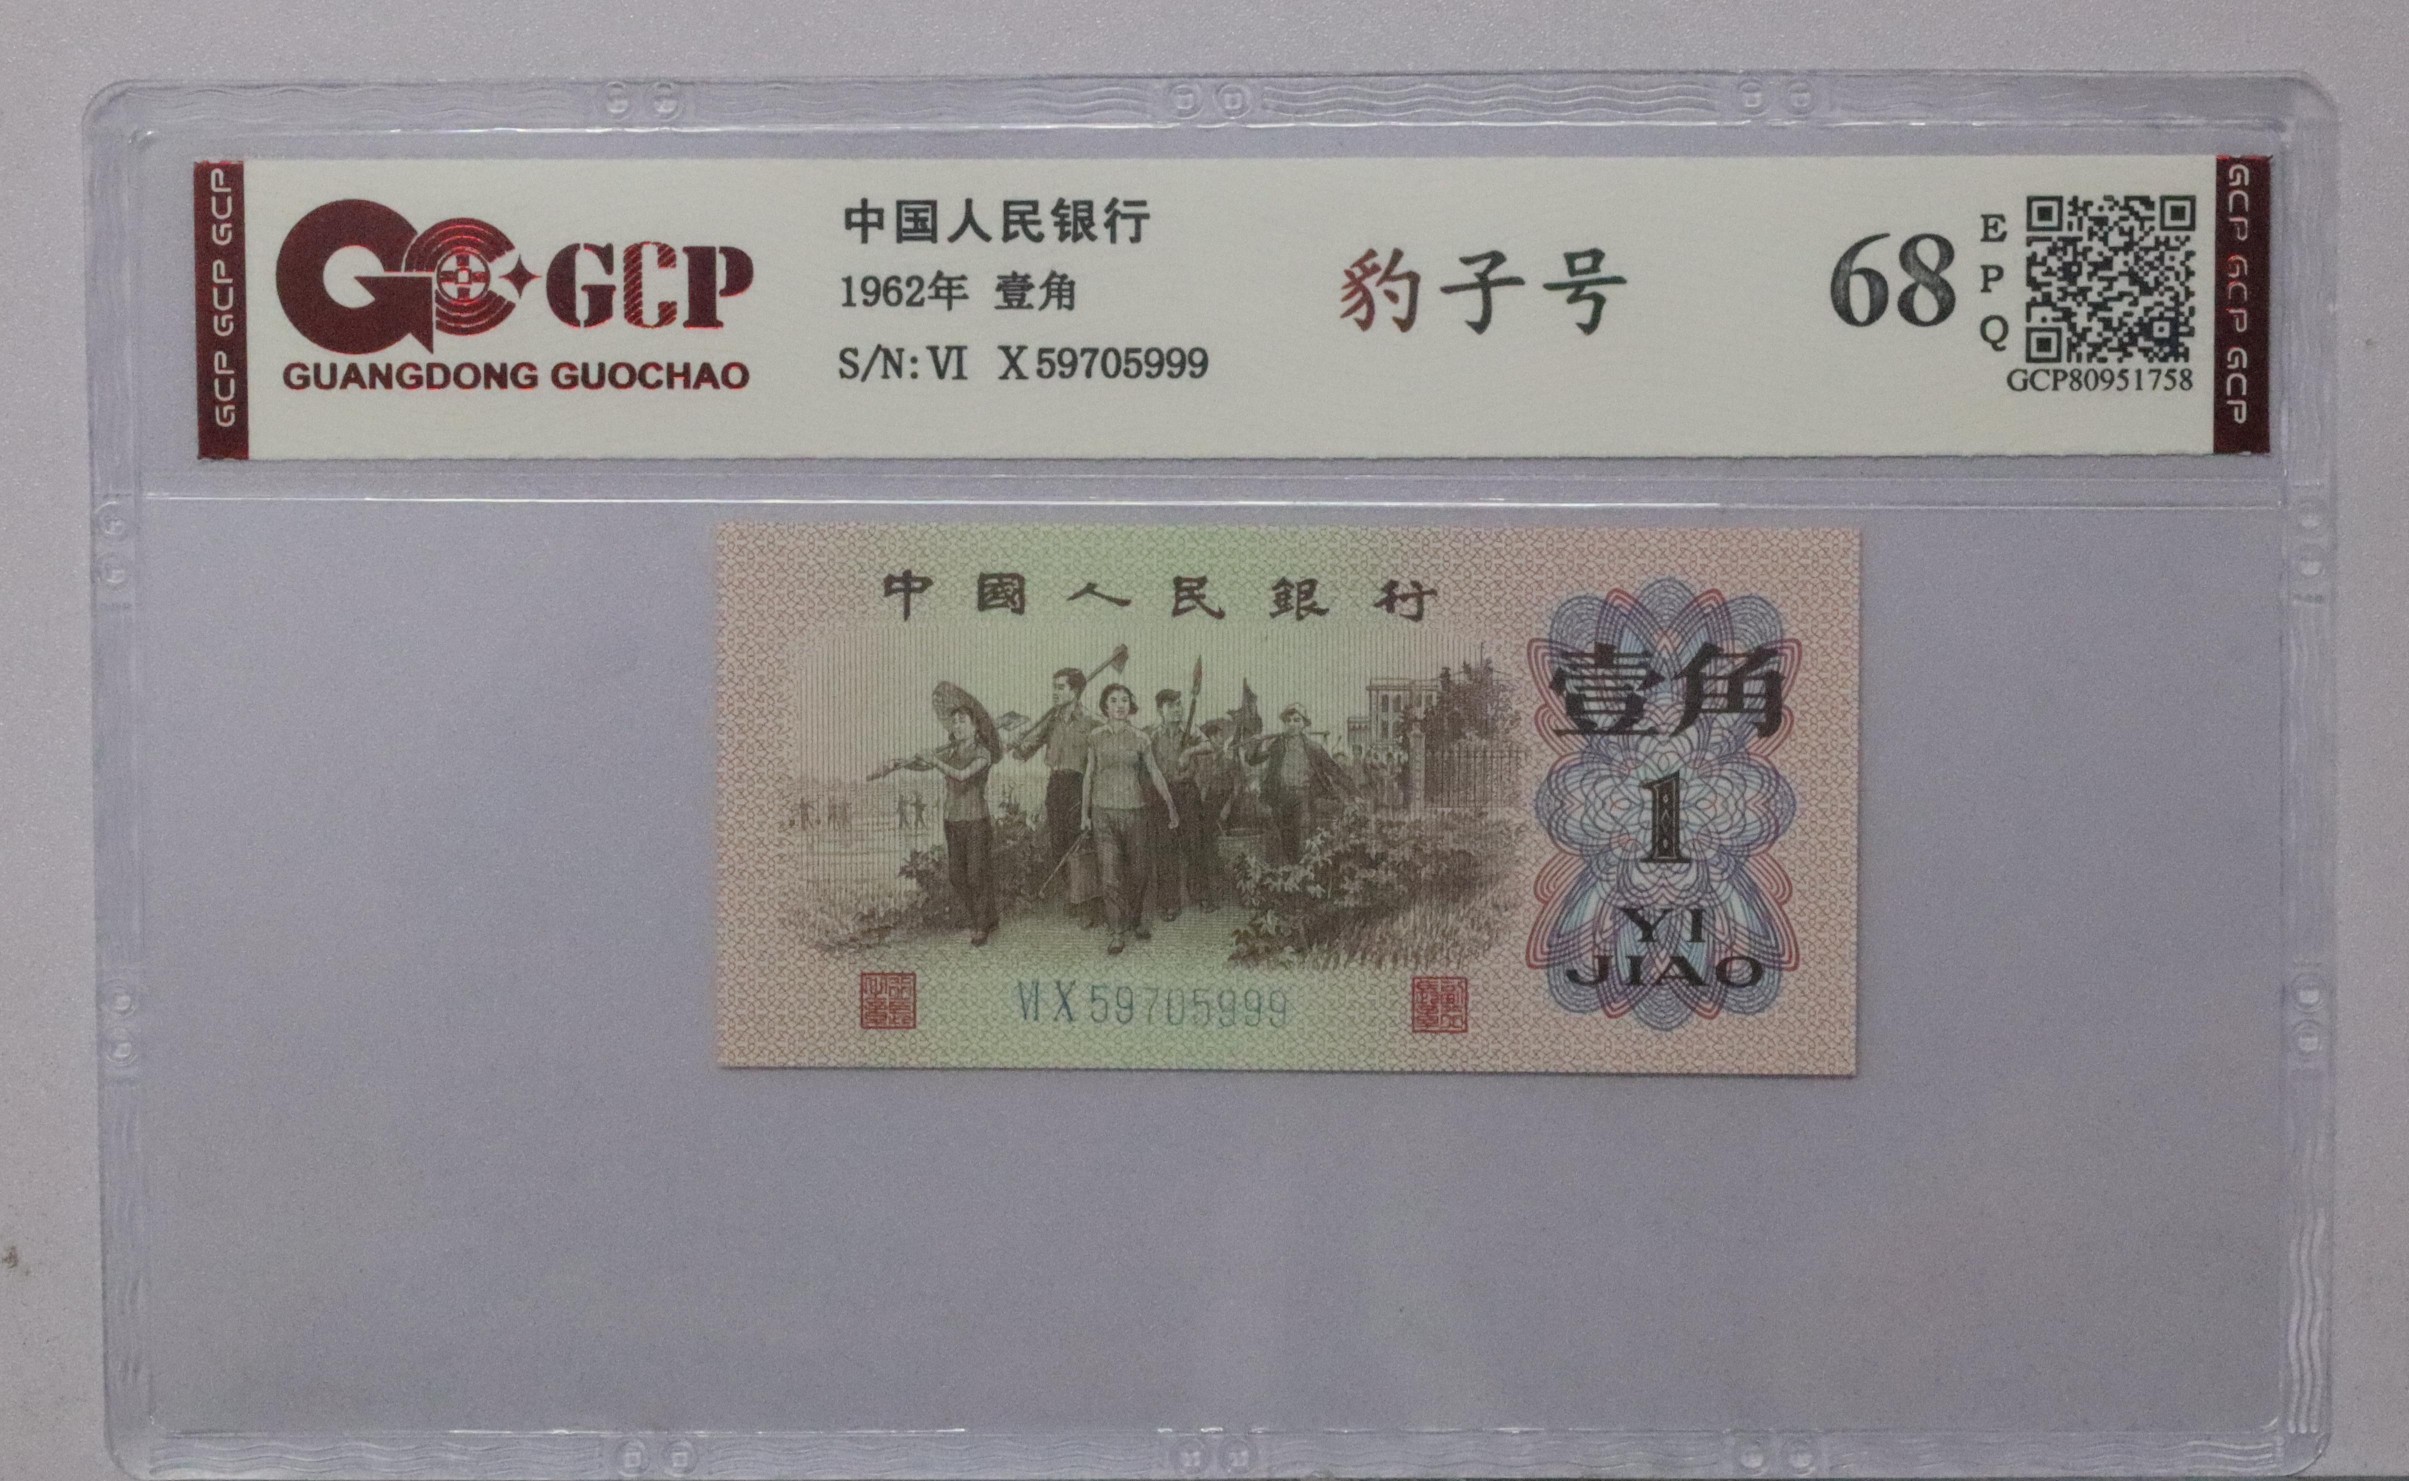 GCP GCP GCP
GCP
GUANGDONG GUOCHAO
中国人民银行
1962年 壹角
S/N: VI X 59705999
豹子号
68
E
P
Q
GCP80951758
GCP GCP GCP
中國人民銀行
壹角
1
YI
JIAO
VI X 59705999